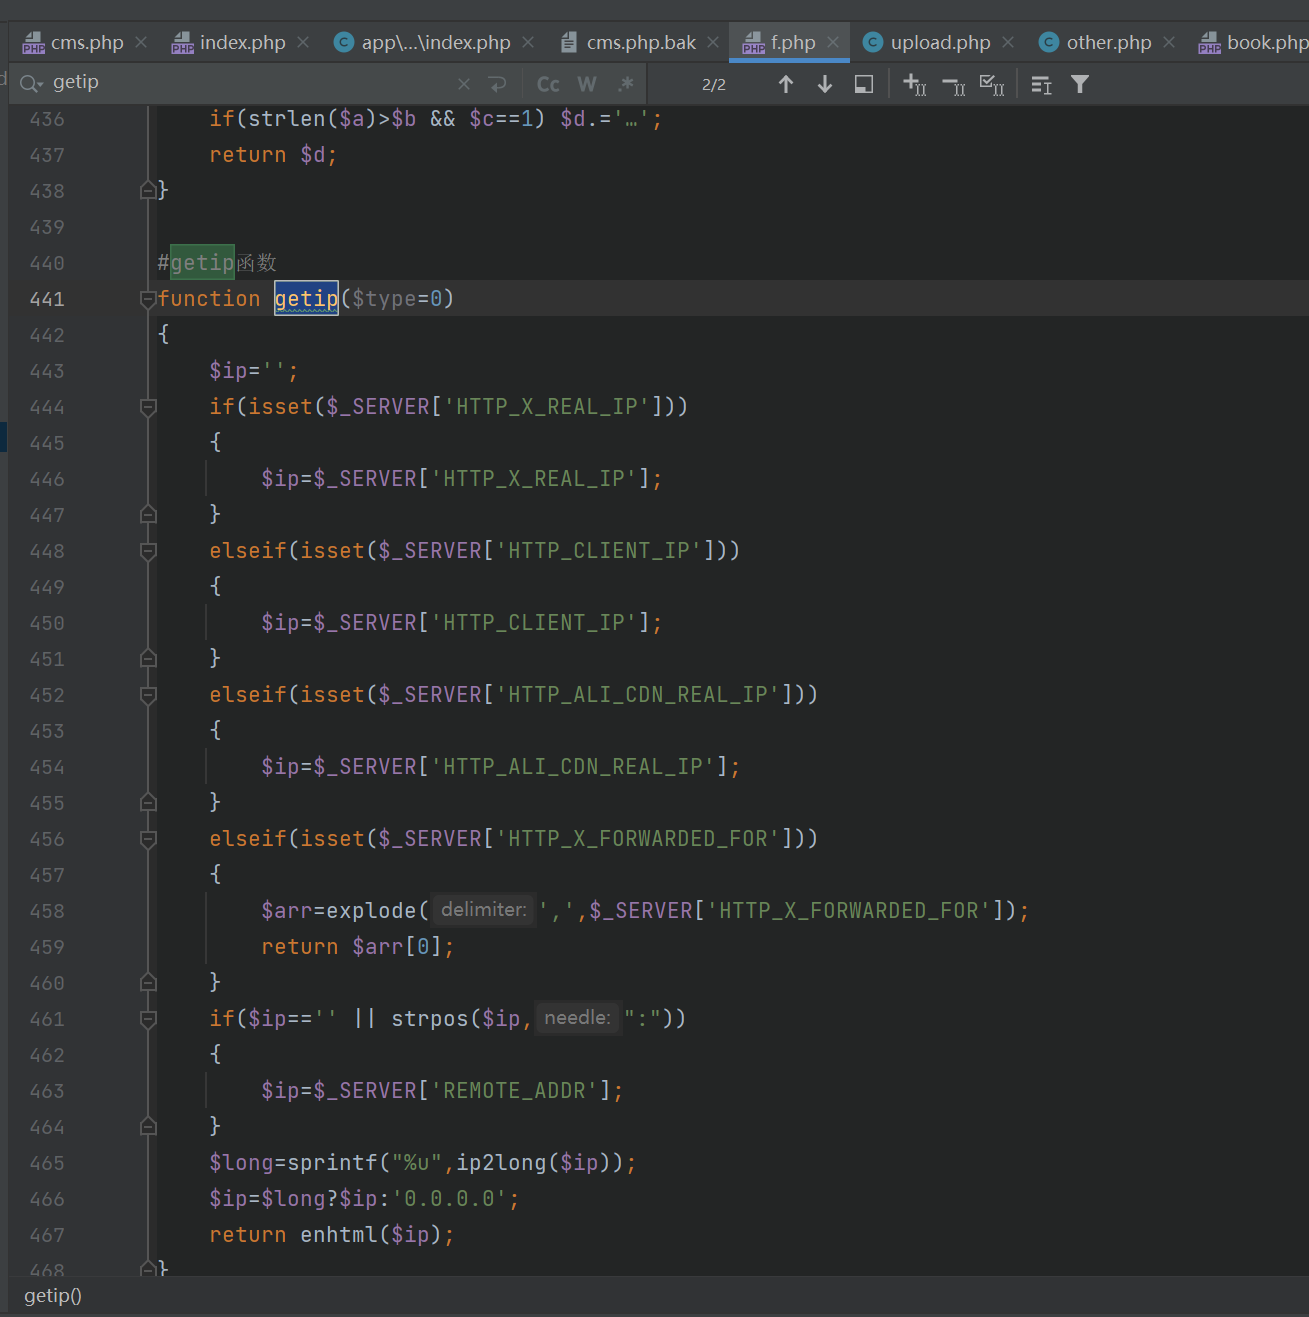 cms.php index.php app\...\index.php cms.php.bak f.php upload.php other.php book.php
getip Cc W .* 2/2
436 if(strlen($a)>$b && $c==1) $d.='…';
437 return $d;
438 }
439
440 #getip函数
441 function getip($type=0)
442 {
443 $ip='';
444 if(isset($_SERVER['HTTP_X_REAL_IP']))
445 {
446 $ip=$_SERVER['HTTP_X_REAL_IP'];
447 }
448 elseif(isset($_SERVER['HTTP_CLIENT_IP']))
449 {
450 $ip=$_SERVER['HTTP_CLIENT_IP'];
451 }
452 elseif(isset($_SERVER['HTTP_ALI_CDN_REAL_IP']))
453 {
454 $ip=$_SERVER['HTTP_ALI_CDN_REAL_IP'];
455 }
456 elseif(isset($_SERVER['HTTP_X_FORWARDED_FOR']))
457 {
458 $arr=explode( delimiter: ',',$_SERVER['HTTP_X_FORWARDED_FOR']);
459 return $arr[0];
460 }
461 if($ip=='' || strpos($ip, needle: ":"))
462 {
463 $ip=$_SERVER['REMOTE_ADDR'];
464 }
465 $long=sprintf("%u",ip2long($ip));
466 $ip=$long?$ip:'0.0.0.0';
467 return enhtml($ip);
468 }
getip()